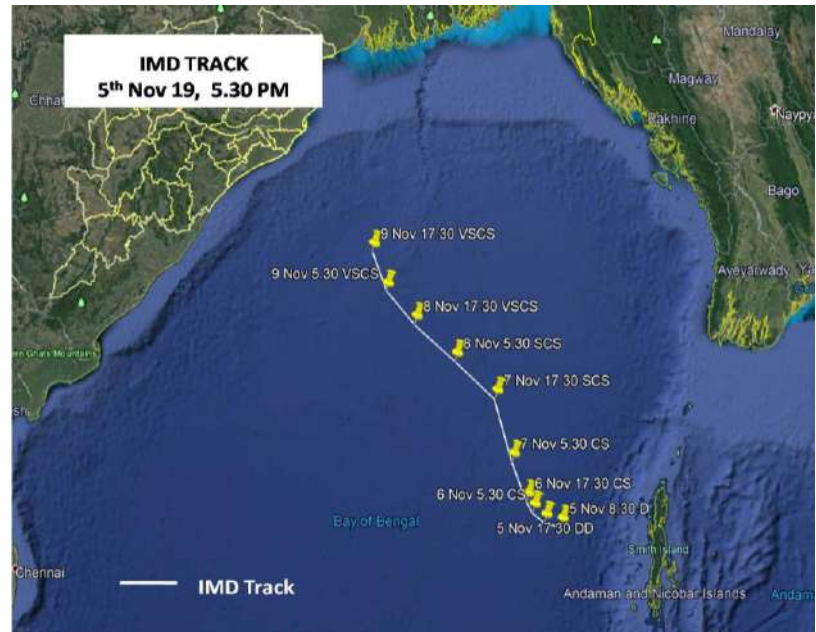 IMD TRACK
5th Nov 19, 5.30 PM
Mandalay
Magway
Rakhine
Bago
9 Nov 17:30 VSCS
9 Nov 5.30 VSCS
Ayeyarwady
8 Nov 17:30 VSCS
8 Nov 5:30 SCS
7 Nov 17:30 SCS
7 Nov 5:30 CS
6 Nov 17:30 CS
6 Nov 5:30 CS
5 Nov 8:30 D
5 Nov 17:30 DD
Bay of Bengal
Smith Island
Chennai
IMD Track
Andaman and Nicobar Islands